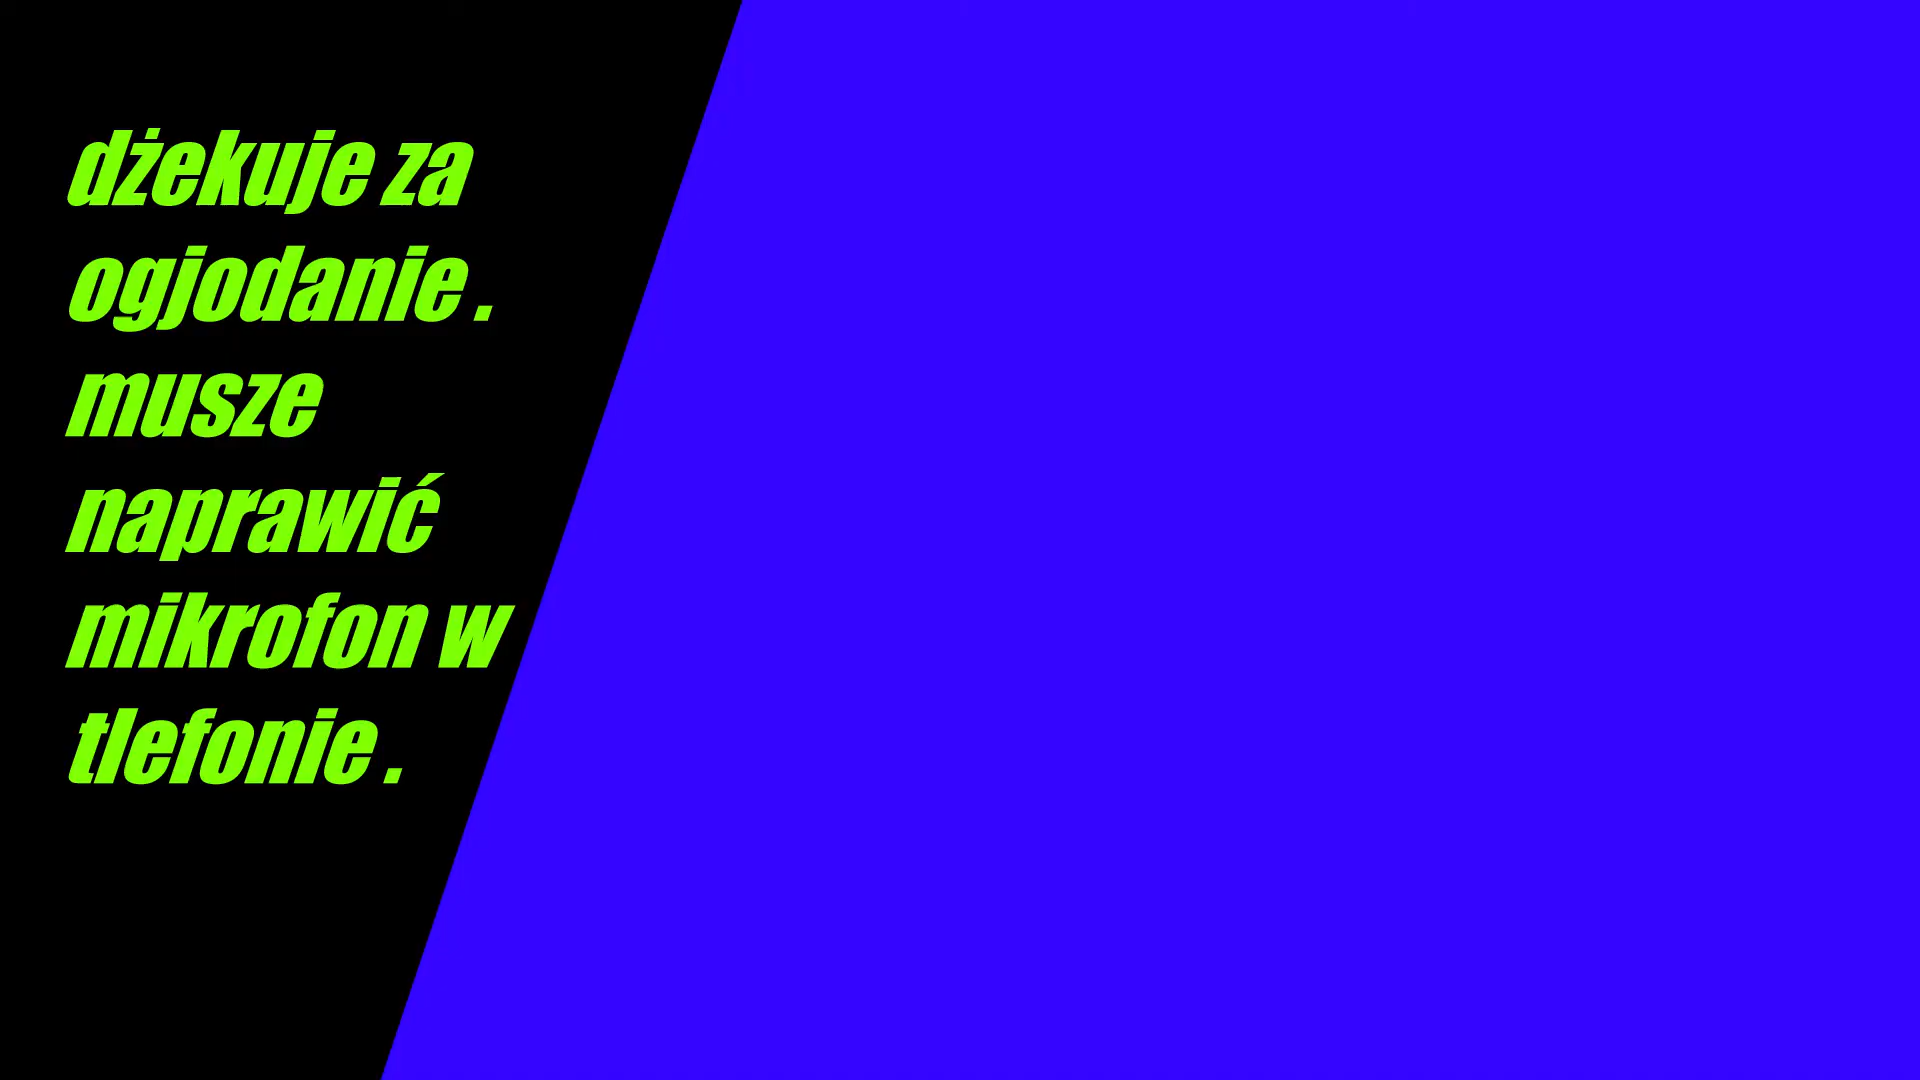 dżekuje za
ogjodanie .
musze
naprawić
mikrofon w
tlefonie .